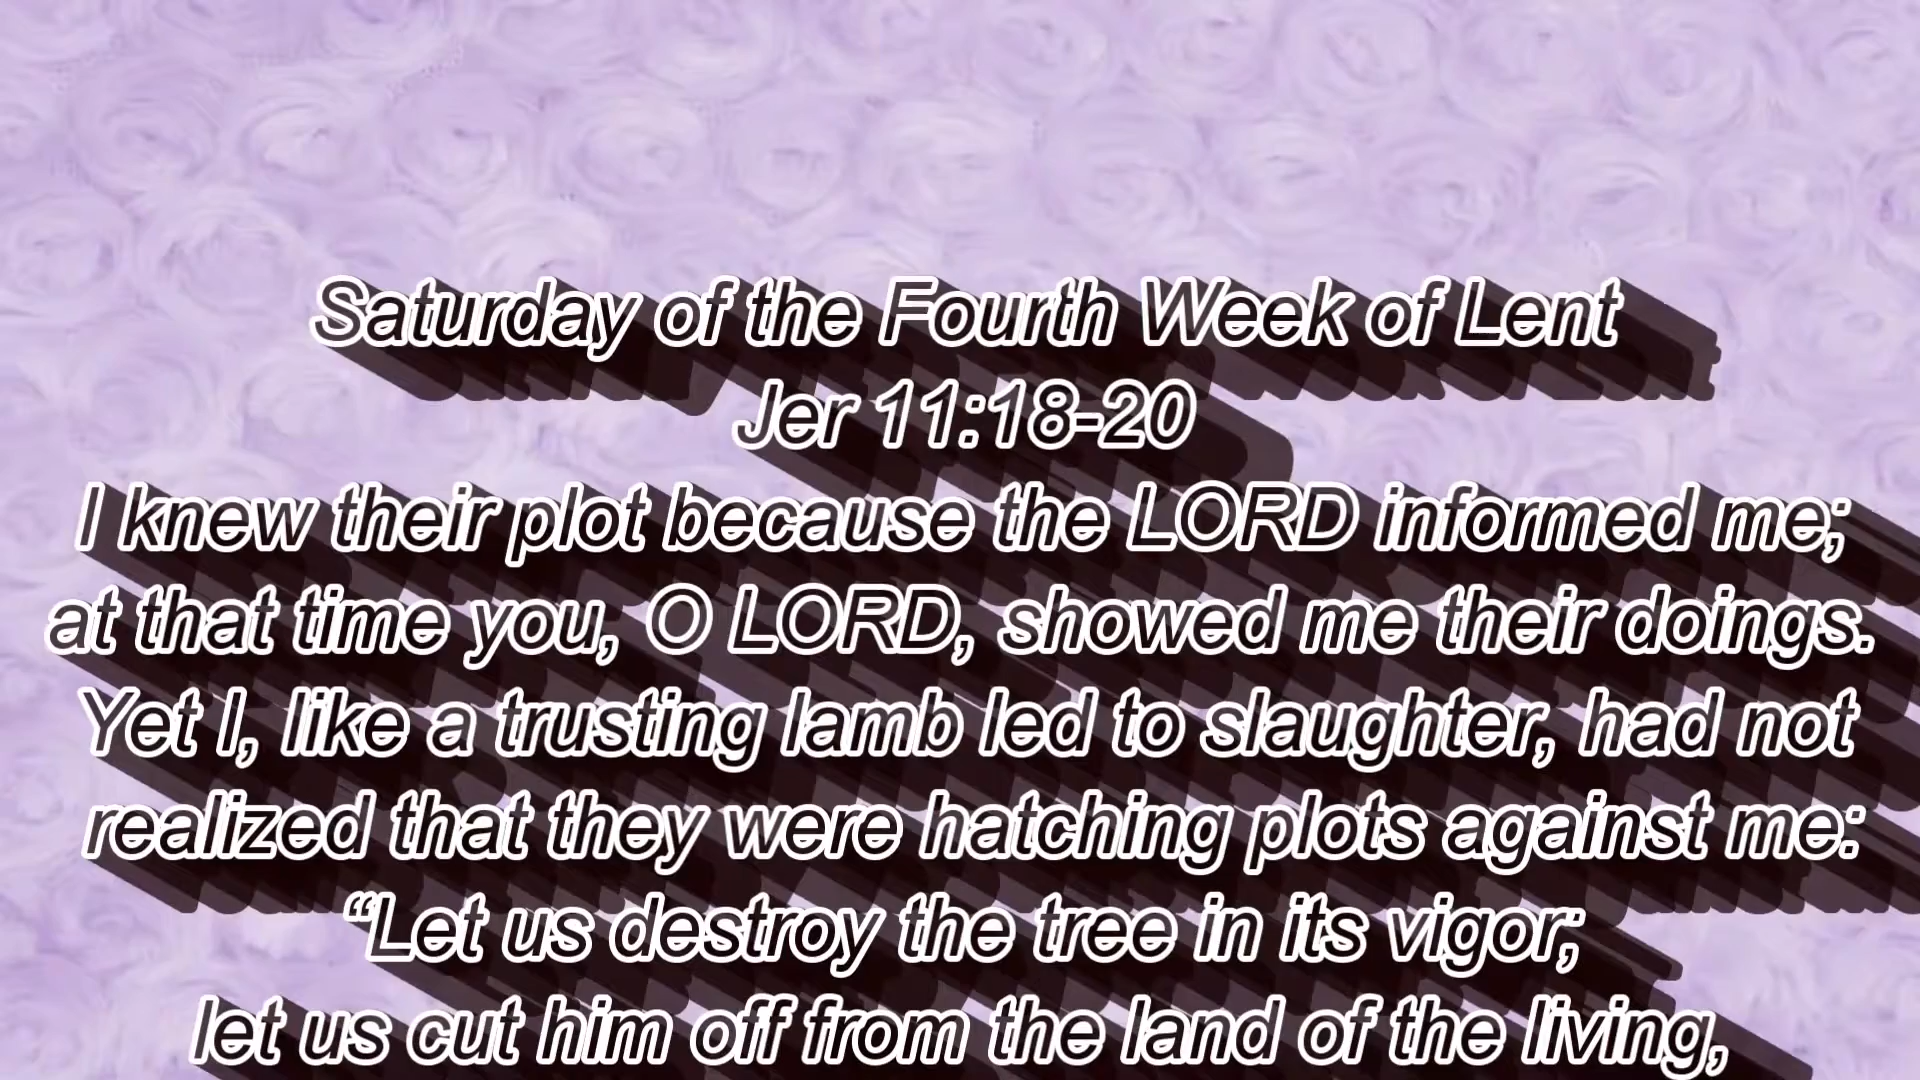 Saturday of the Fourth Week of Lent
Jer 11:18-20
I knew their plot because the LORD informed me;
at that time you, O LORD, showed me their doings.
Yet I, like a trusting lamb led to slaughter, had not
realized that they were hatching plots against me:
“Let us destroy the tree in its vigor;
let us cut him off from the land of the living,